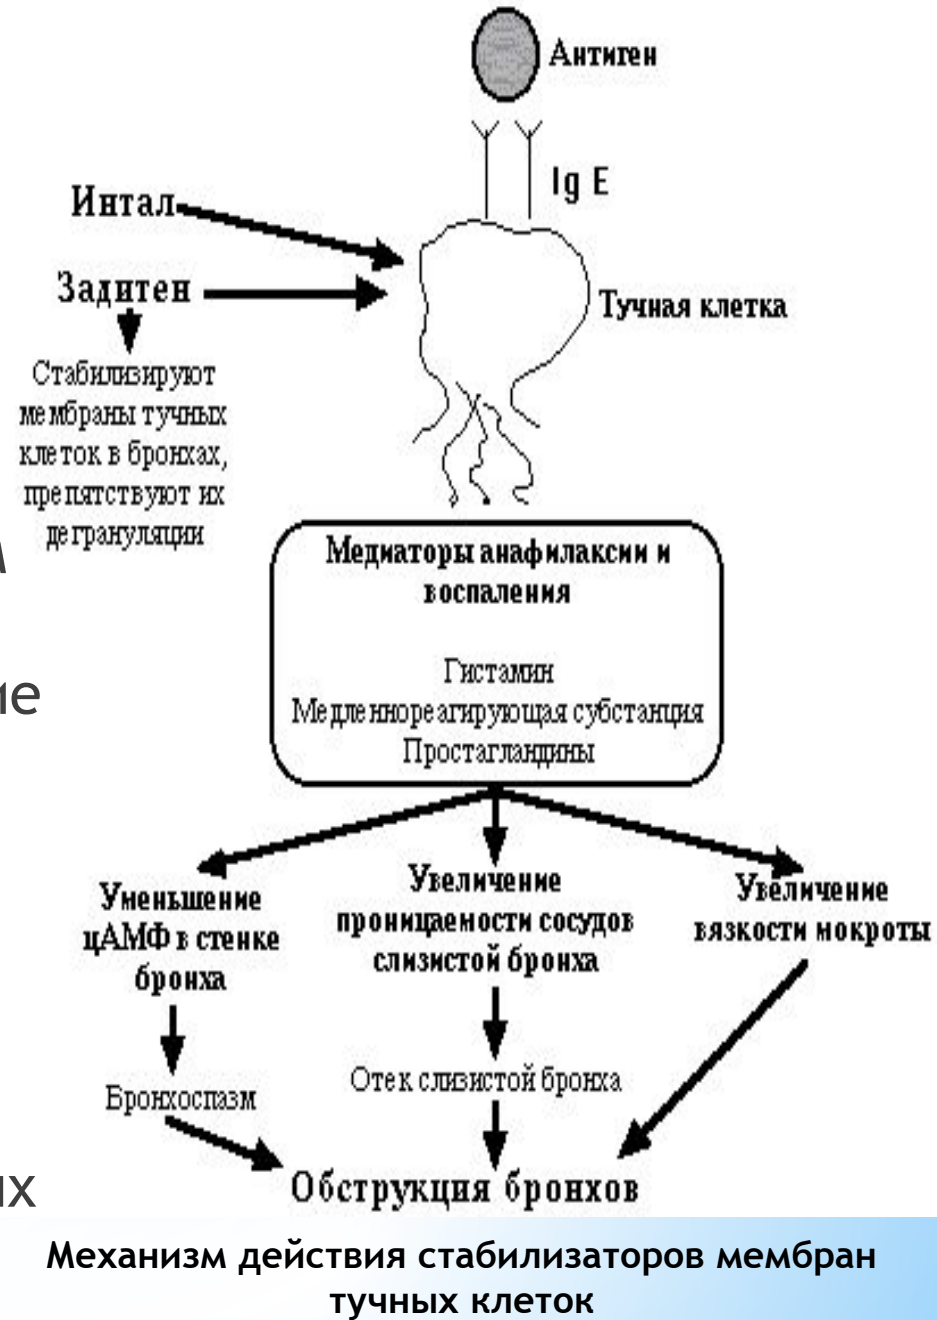 Антиген
Ig E
Интал
Задитен
Тучная клетка
Стабилизируют
мембраны тучных
клеток в бронхах,
препятствуют их
дегрануляции
Медиаторы анафилаксии и
воспаления
Гистамин
Медленнореагирующая субстанция
Простагландины
ие
Уменьшение
цАМФ в стенке
бронха
Увеличение
проницаемости сосудов
слизистой бронха
Увеличение
вязкости мокроты
Бронхоспазм
Отек слизистой бронха
Обструкция бронхов
их
Механизм действия стабилизаторов мембран
тучных клеток